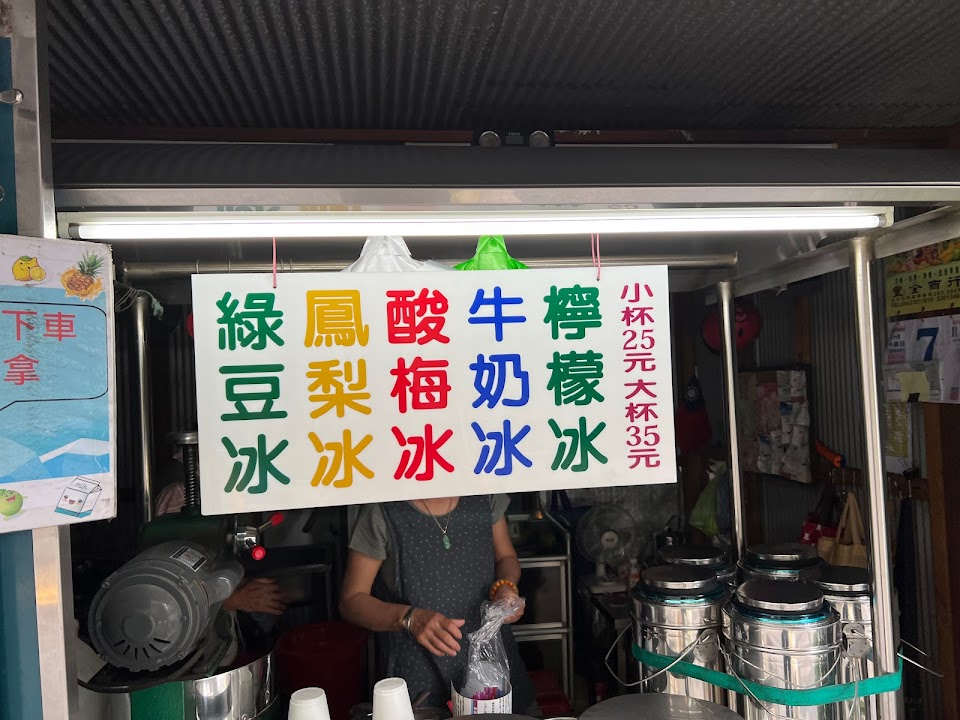 綠豆冰
鳳梨冰
酸梅冰
牛奶冰
檸檬冰
小杯25元 大杯35元
下車
拿
7